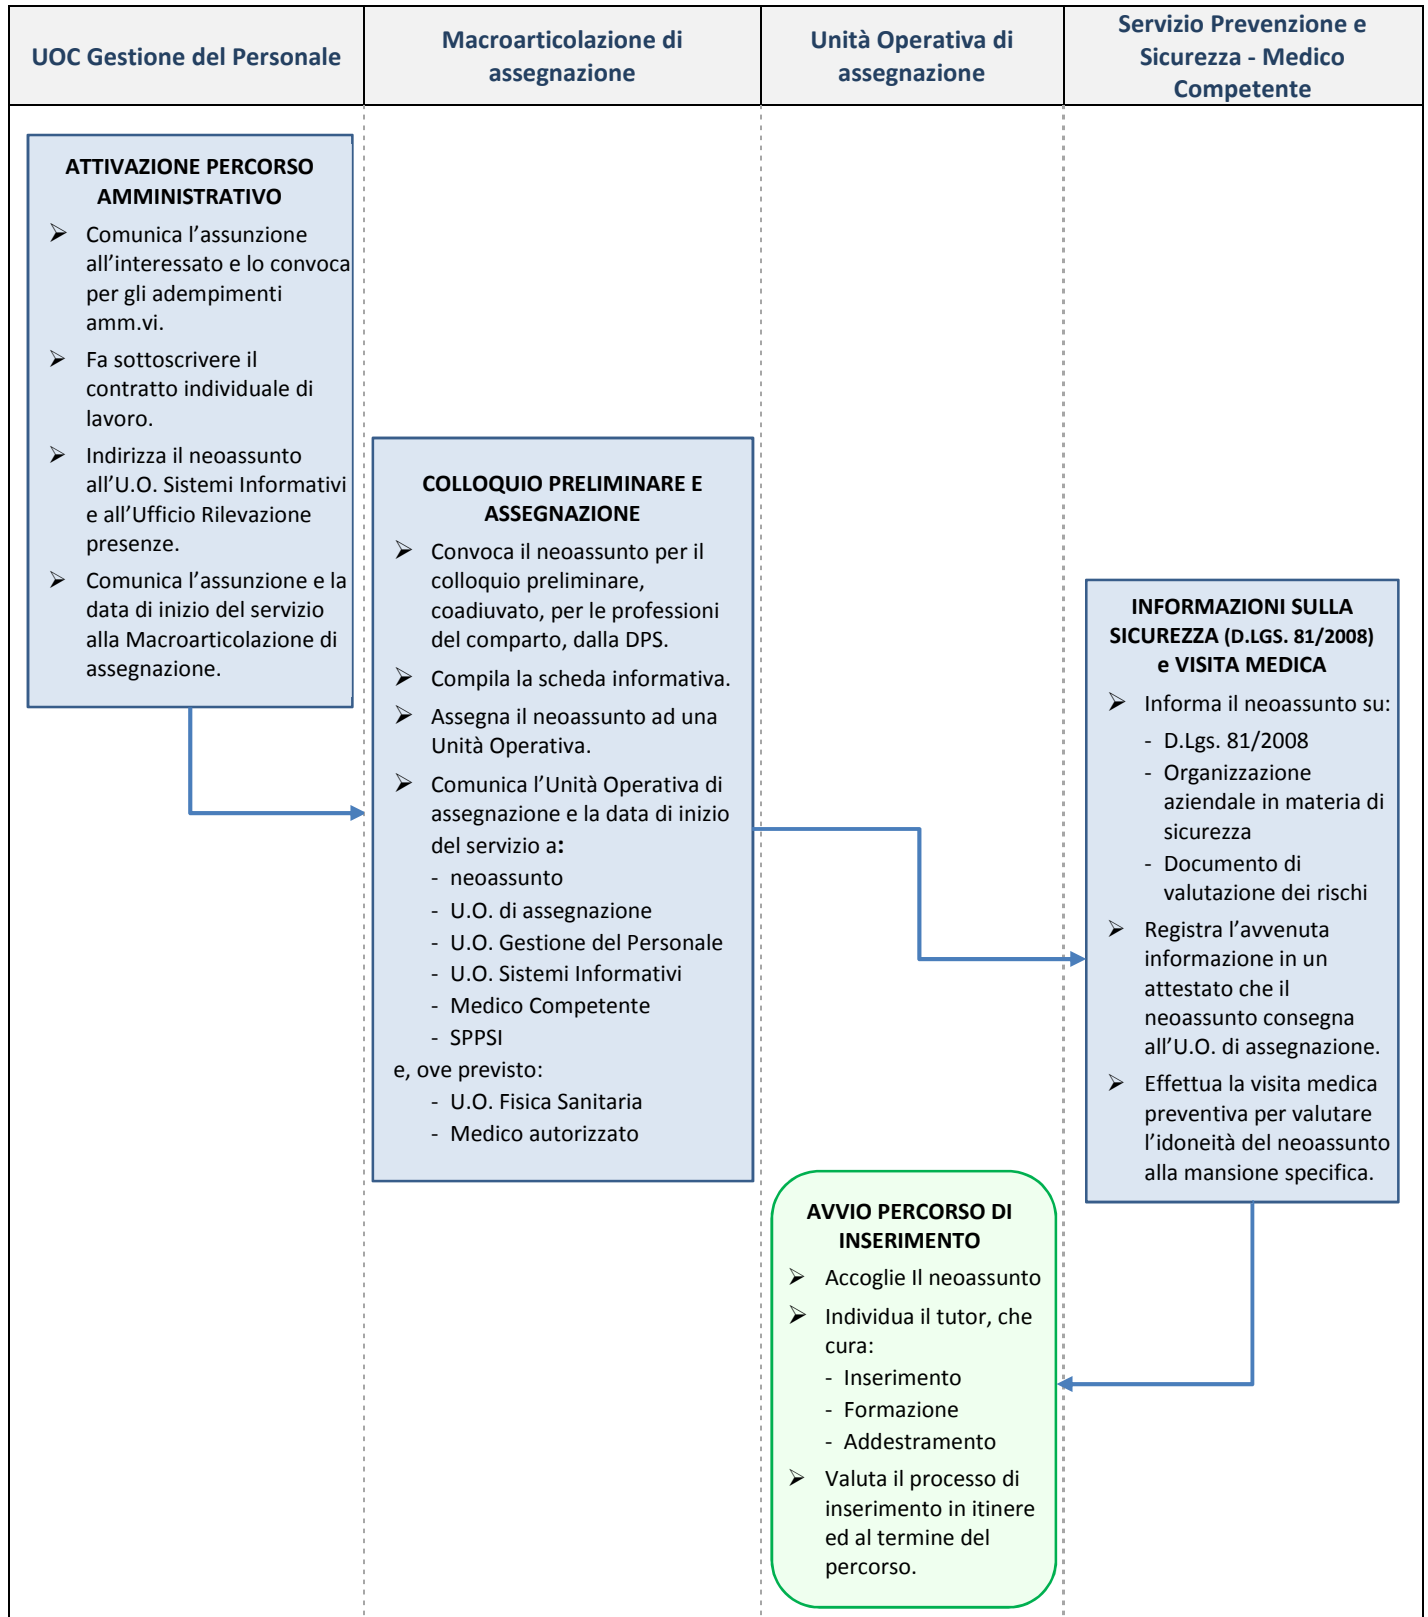 UOC Gestione del Personale
Macroarticolazione di
assegnazione
Unità Operativa di
assegnazione
Servizio Prevenzione e
Sicurezza - Medico
Competente
ATTIVAZIONE PERCORSO
AMMINISTRATIVO
➢ Comunica l’assunzione
all’interessato e lo convoca
per gli adempimenti
amm.vi.
➢ Fa sottoscrivere il
contratto individuale di
lavoro.
➢ Indirizza il neoassunto
all’U.O. Sistemi Informativi
e all’Ufficio Rilevazione
presenze.
➢ Comunica l’assunzione e la
data di inizio del servizio
alla Macroarticolazione di
assegnazione.
COLLOQUIO PRELIMINARE E
ASSEGNAZIONE
➢ Convoca il neoassunto per il
colloquio preliminare,
coadiuvato, per le professioni
del comparto, dalla DPS.
➢ Compila la scheda informativa.
➢ Assegna il neoassunto ad una
Unità Operativa.
➢ Comunica l’Unità Operativa di
assegnazione e la data di inizio
del servizio a:
- neoassunto
- U.O. di assegnazione
- U.O. Gestione del Personale
- U.O. Sistemi Informativi
- Medico Competente
- SPPSI
e, ove previsto:
- U.O. Fisica Sanitaria
- Medico autorizzato
INFORMAZIONI SULLA
SICUREZZA (D.LGS. 81/2008)
e VISITA MEDICA
➢ Informa il neoassunto su:
- D.Lgs. 81/2008
- Organizzazione
aziendale in materia di
sicurezza
- Documento di
valutazione dei rischi
➢ Registra l’avvenuta
informazione in un
attestato che il
neoassunto consegna
all’U.O. di assegnazione.
➢ Effettua la visita medica
preventiva per valutare
l’idoneità del neoassunto
alla mansione specifica.
AVVIO PERCORSO DI
INSERIMENTO
➢ Accoglie Il neoassunto
➢ Individua il tutor, che
cura:
- Inserimento
- Formazione
- Addestramento
➢ Valuta il processo di
inserimento in itinere
ed al termine del
percorso.